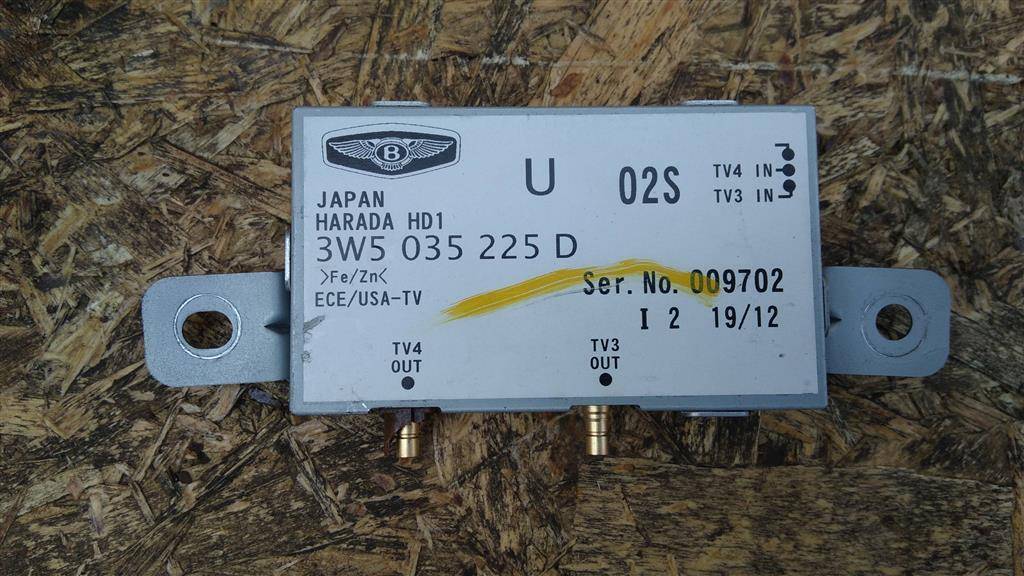 B
U
02S
TV4 IN
TV3 IN
JAPAN
HARADA HD1
3W5 035 225 D
>Fe/Zn<
ECE/USA-TV
Ser. No. 009702
I 2 19/12
TV4
OUT
TV3
OUT